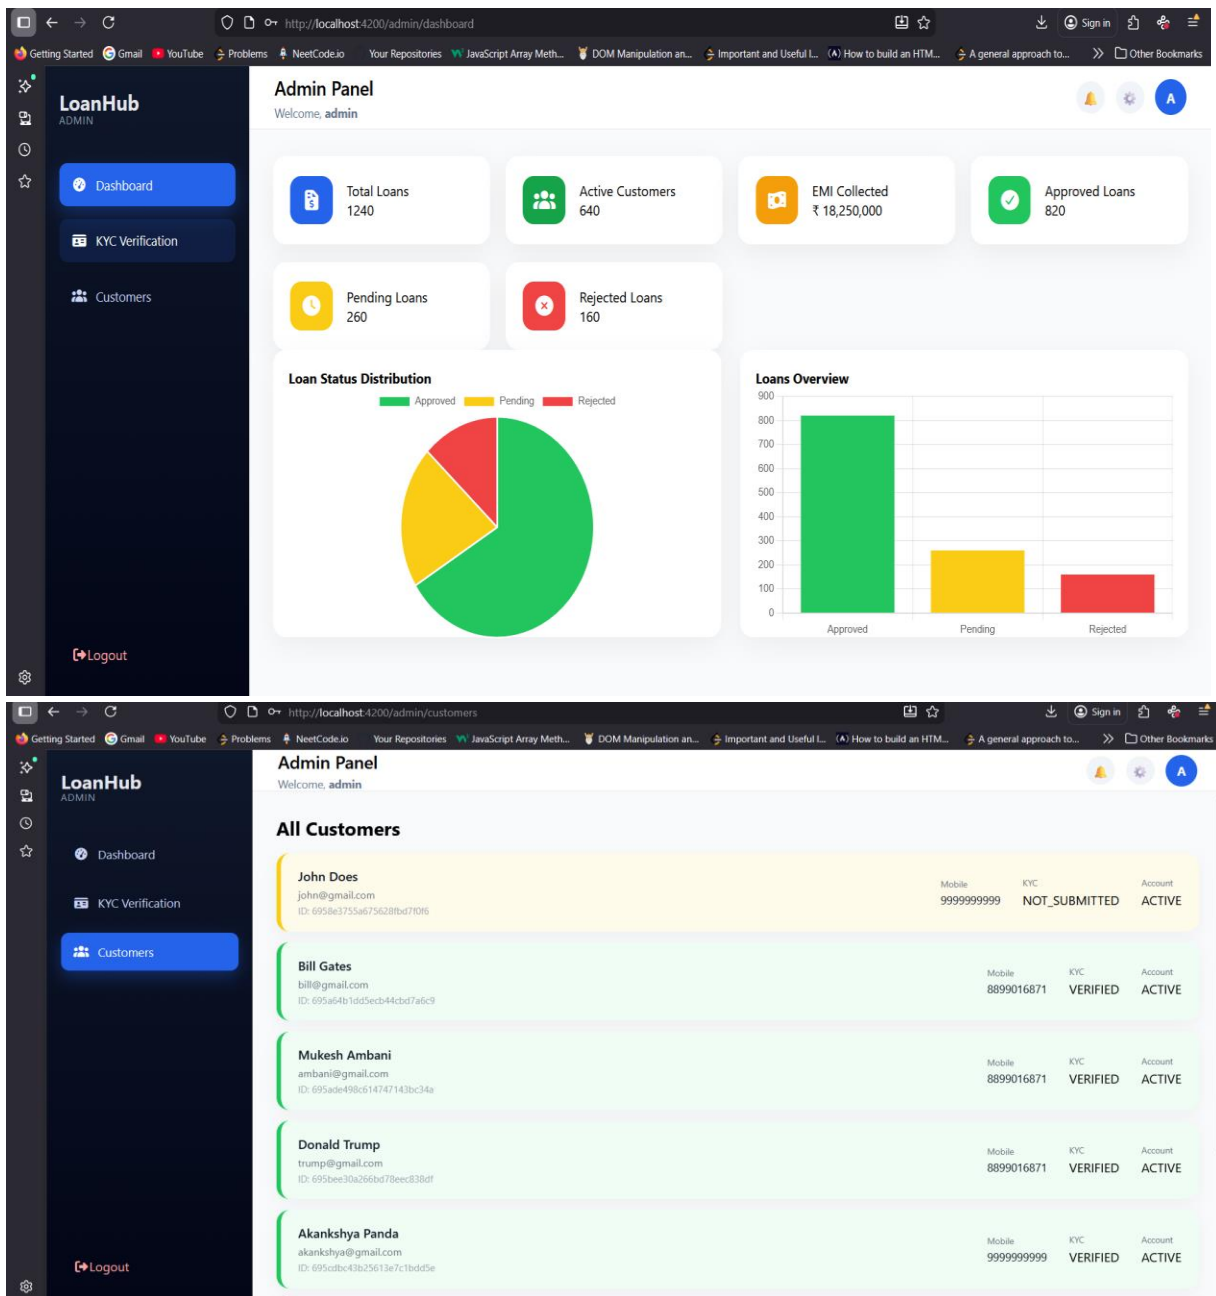 http://localhost:4200/admin/dashboard
Sign in
Getting Started Gmail YouTube Problems NeetCode.io Your Repositories JavaScript Array Meth... DOM Manipulation an... Important and Useful l... How to build an HTM... A general approach to... Other Bookmarks
LoanHub
ADMIN
Dashboard
KYC Verification
Customers
Logout
Admin Panel
Welcome, admin
A
Total Loans
1240
Active Customers
640
EMI Collected
₹ 18,250,000
Approved Loans
820
Pending Loans
260
Rejected Loans
160
Loan Status Distribution
Approved Pending Rejected
Loans Overview
900
800
700
600
500
400
300
200
100
0
Approved Pending Rejected
http://localhost:4200/admin/customers
Sign in
Getting Started Gmail YouTube Problems NeetCode.io Your Repositories JavaScript Array Meth... DOM Manipulation an... Important and Useful l... How to build an HTM... A general approach to... Other Bookmarks
LoanHub
ADMIN
Dashboard
KYC Verification
Customers
Logout
Admin Panel
Welcome, admin
A
All Customers
John Does
john@gmail.com
ID: 6958e3755a675628fbd7f0f6
Mobile KYC Account
9999999999 NOT_SUBMITTED ACTIVE
Bill Gates
bill@gmail.com
ID: 695a64b1dd5ecb44cbd7a6c9
Mobile KYC Account
8899016871 VERIFIED ACTIVE
Mukesh Ambani
ambani@gmail.com
ID: 695ade498c614747143bc34a
Mobile KYC Account
8899016871 VERIFIED ACTIVE
Donald Trump
trump@gmail.com
ID: 695bee30a266bd78eec838df
Mobile KYC Account
8899016871 VERIFIED ACTIVE
Akankshya Panda
akankshya@gmail.com
ID: 695cdbc43b25613e7c1bdd5e
Mobile KYC Account
9999999999 VERIFIED ACTIVE